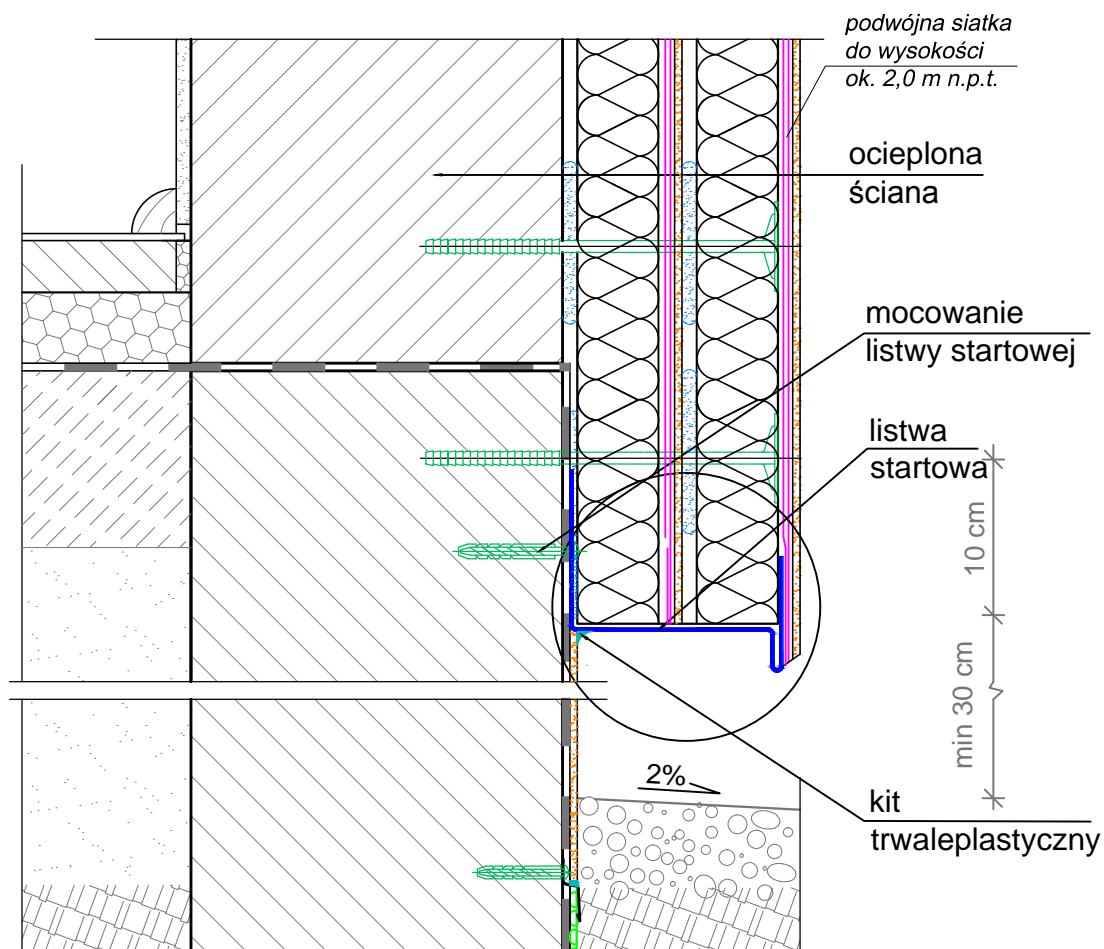 podwójna siatka
do wysokości
ok. 2,0 m n.p.t.
ocieplona
ściana
mocowanie
listwy startowej
listwa
startowa
10 cm
min 30 cm
2%
kit
trwaleplastyczny